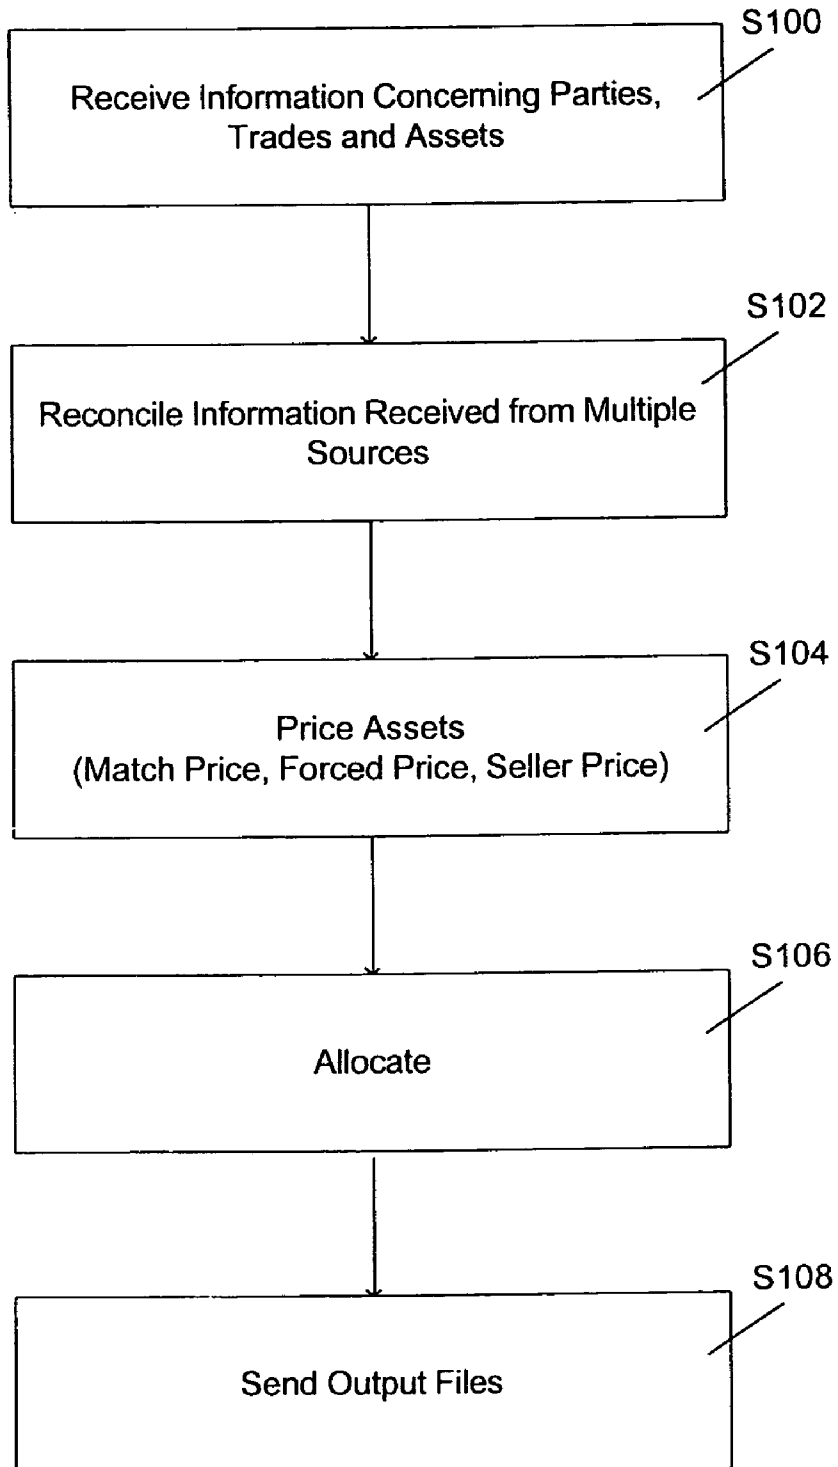 S100
Receive Information Concerning Parties,
Trades and Assets
S102
Reconcile Information Received from Multiple
Sources
S104
Price Assets
(Match Price, Forced Price, Seller Price)
S106
Allocate
S108
Send Output Files